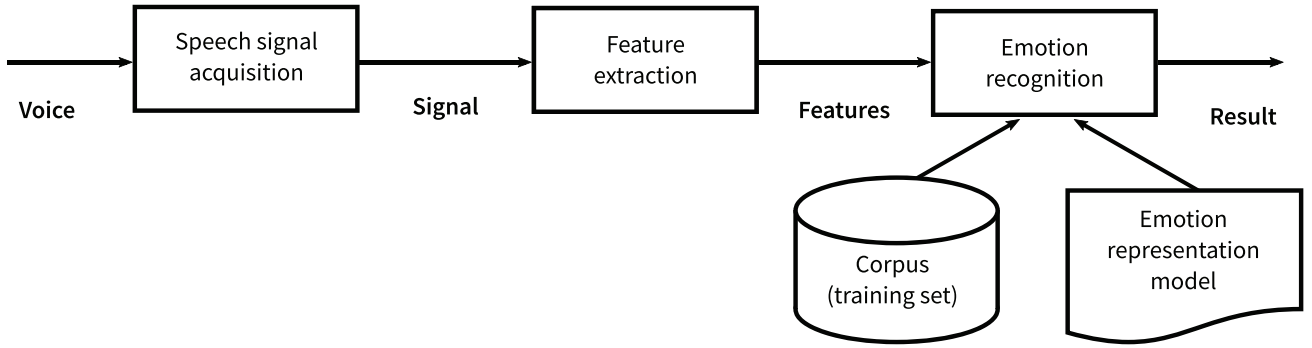 Speech signal
acquisition
Feature
extraction
Emotion
recognition
Voice
Signal
Features
Result
Corpus
(training set)
Emotion
representation
model